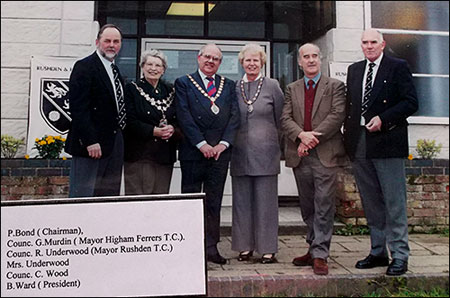 RUSHDEN & H
P.Bond ( Chairman),
Counc. G.Murdin ( Mayor Higham Ferrers T.C.).
Counc. R. Underwood (Mayor Rushden T.C.)
Mrs. Underwood
Counc. C. Wood
B.Ward ( President)